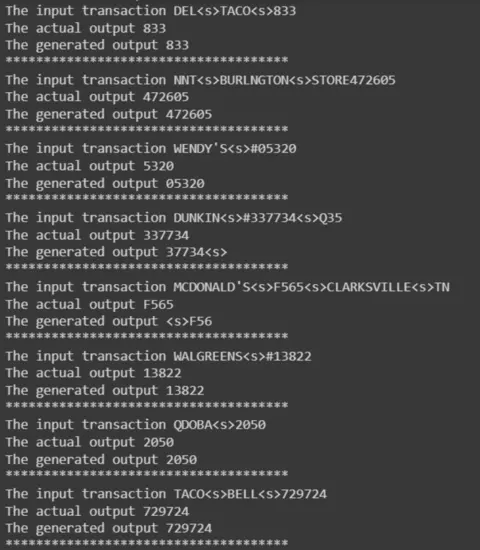 The input transaction DEL<s>TACO<s>833
The actual output 833
The generated output 833
*************************************
The input transaction NNT<s>BURLNGTON<s>STORE472605
The actual output 472605
The generated output 472605
*************************************
The input transaction WENDY'S<s>#05320
The actual output 5320
The generated output 05320
*************************************
The input transaction DUNKIN<s>#337734<s>Q35
The actual output 337734
The generated output 37734<s>
*************************************
The input transaction MCDONALD'S<s>F565<s>CLARKSVILLE<s>TN
The actual output F565
The generated output <s>F56
*************************************
The input transaction WALGREENS<s>#13822
The actual output 13822
The generated output 13822
*************************************
The input transaction QDOBA<s>2050
The actual output 2050
The generated output 2050
*************************************
The input transaction TACO<s>BELL<s>729724
The actual output 729724
The generated output 729724
*************************************